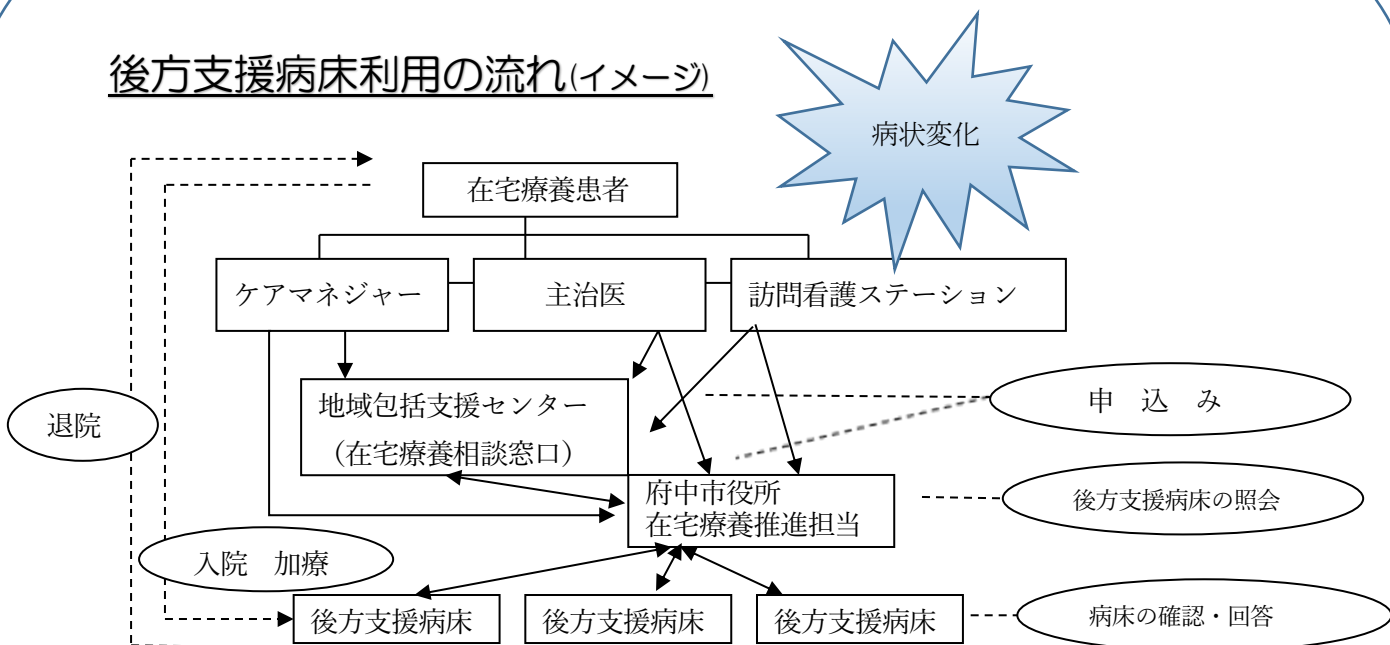 後方支援病床利用の流れ(イメージ)
病状変化
在宅療養患者
ケアマネジャー
主治医
訪問看護ステーション
地域包括支援センター
（在宅療養相談窓口）
申　込　み
退院
府中市役所
在宅療養推進担当
後方支援病床の照会
入院　加療
後方支援病床
後方支援病床
後方支援病床
病床の確認・回答